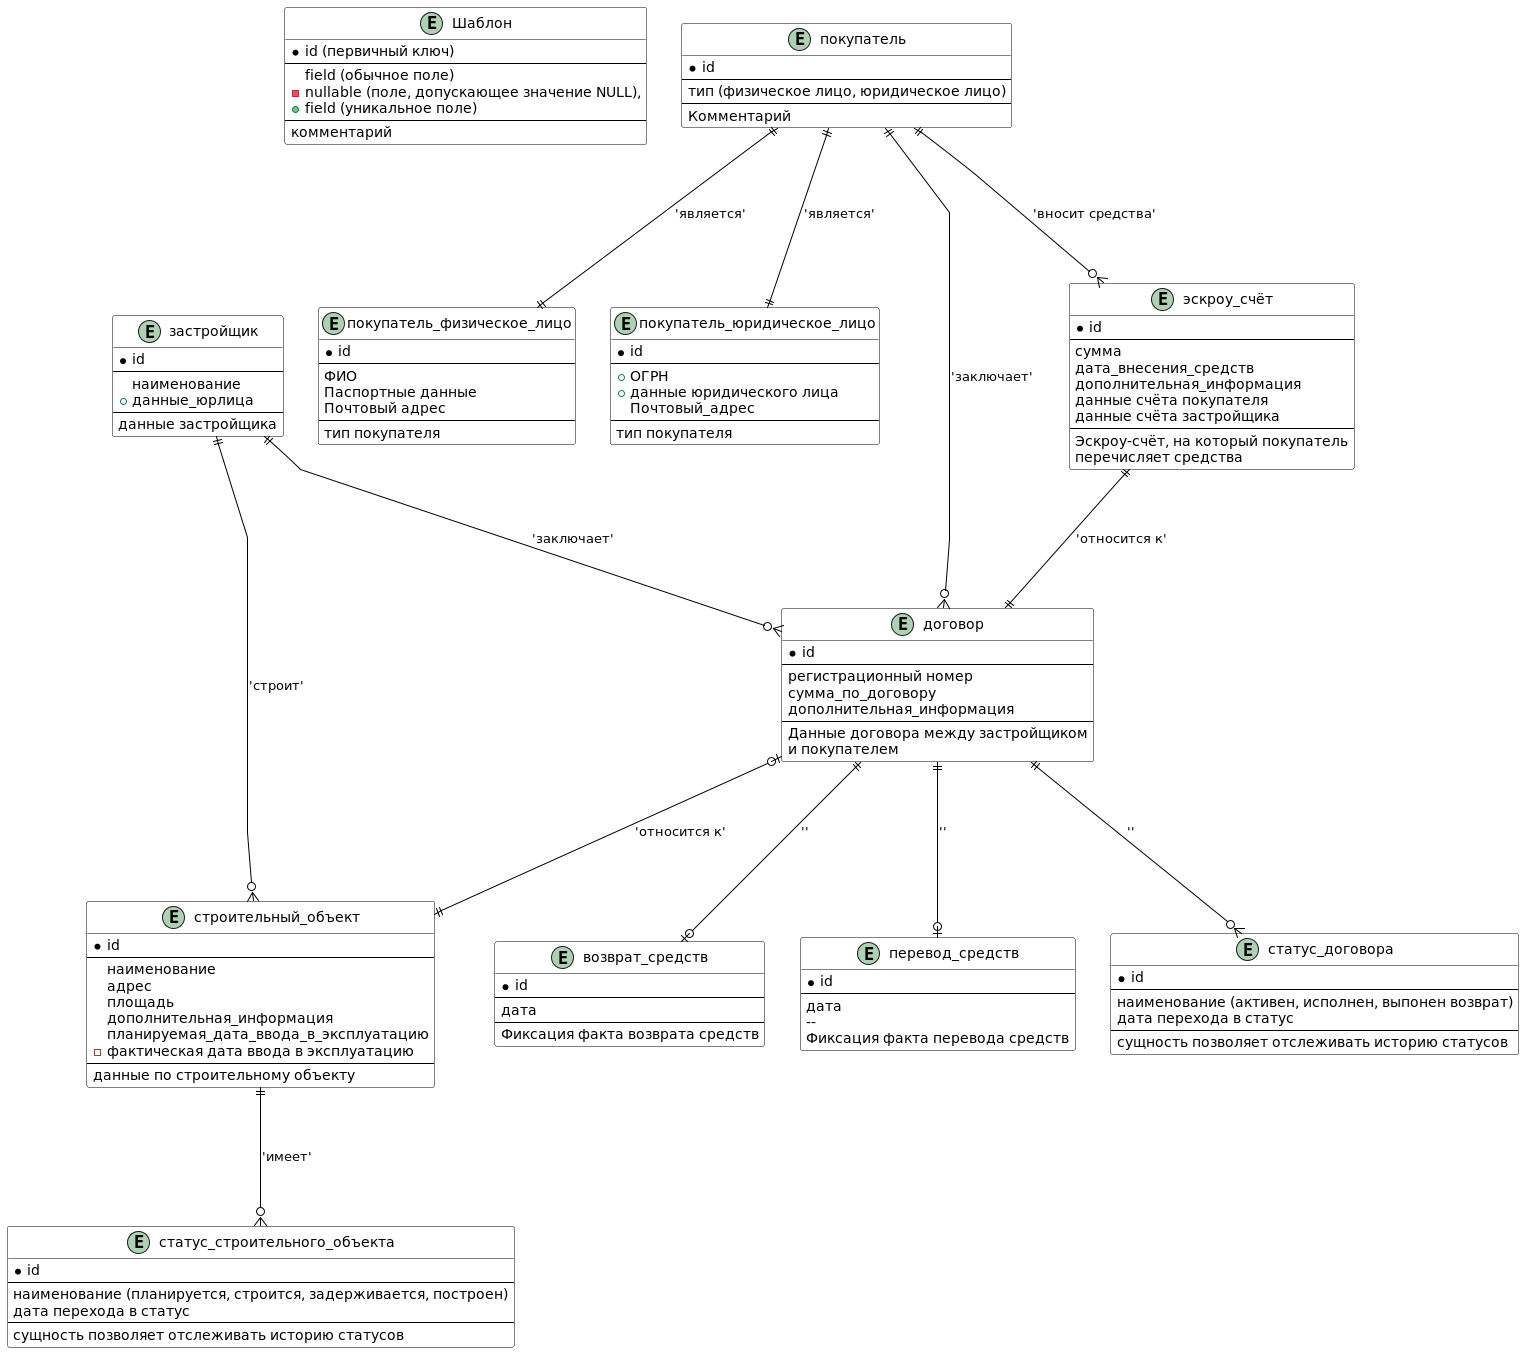 E Шаблон
id (первичный ключ)
field (обычное поле)
nullable (поле, допускающее значение NULL),
field (уникальное поле)
комментарий
E покупатель
id
тип (физическое лицо, юридическое лицо)
Комментарий
'является'
'является'
'вносит средства'
'заключает'
E застройщик
id
наименование
данные_юрлица
данные застройщика
E покупатель_физическое_лицо
id
ФИО
Паспортные данные
Почтовый адрес
тип покупателя
E покупатель_юридическое_лицо
id
ОГРН
данные юридического лица
Почтовый_адрес
тип покупателя
E эскроу_счёт
id
сумма
дата_внесения_средств
дополнительная_информация
данные счёта покупателя
данные счёта застройщика
Эскроу-счёт, на который покупатель
перечисляет средства
'заключает'
'относится к'
'строит'
E договор
id
регистрационный номер
сумма_по_договору
дополнительная_информация
Данные договора между застройщиком
и покупателем
'относится к'
''
''
''
E строительный_объект
id
наименование
адрес
площадь
дополнительная_информация
планируемая_дата_ввода_в_эксплуатацию
фактическая дата ввода в эксплуатацию
данные по строительному объекту
E возврат_средств
id
дата
Фиксация факта возврата средств
E перевод_средств
id
дата
--
Фиксация факта перевода средств
E статус_договора
id
наименование (активен, исполнен, выпонен возврат)
дата перехода в статус
сущность позволяет отслеживать историю статусов
'имеет'
E статус_строительного_объекта
id
наименование (планируется, строится, задерживается, построен)
дата перехода в статус
сущность позволяет отслеживать историю статусов